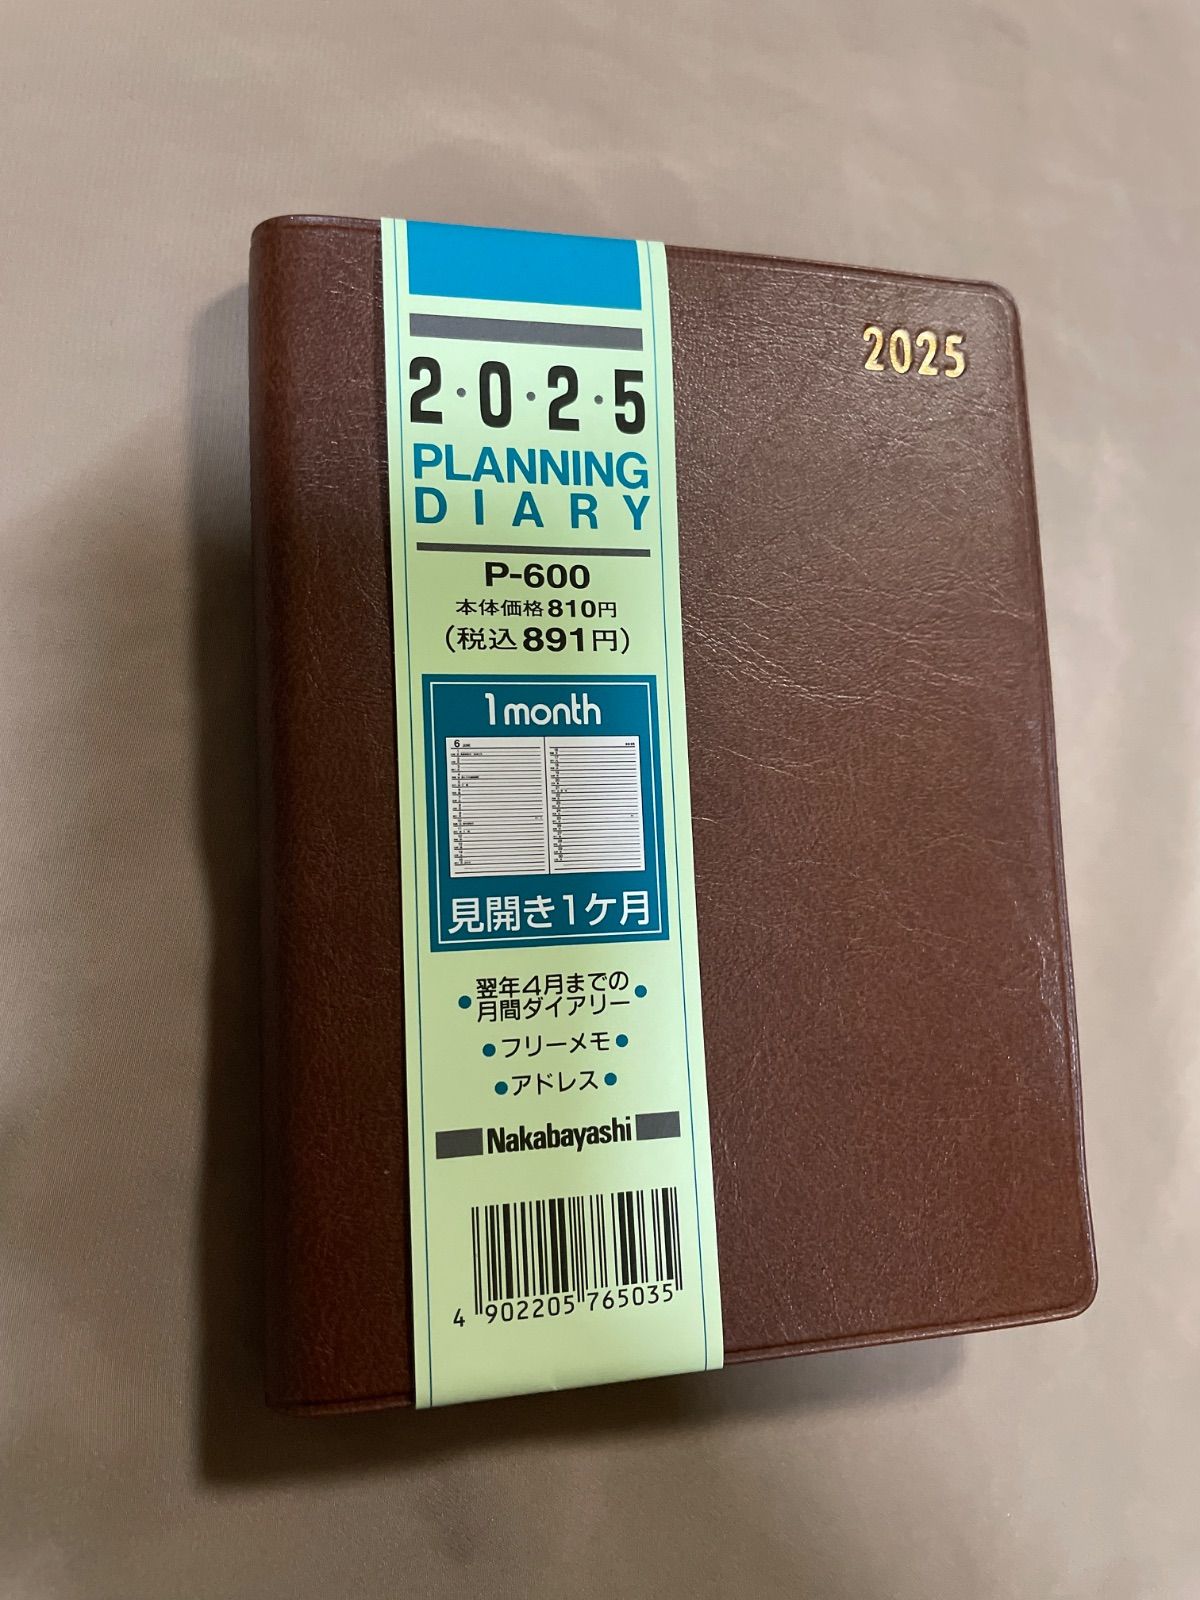 2025
2・0・2・5
PLANNING
DIARY
P-600
本体価格810円
(税込891円)
1month
6 JUNE
見開き1ケ月
●翌年4月までの●
月間ダイアリー
●フリーメモ●
●アドレス●
Nakabayashi
4 902205 765035